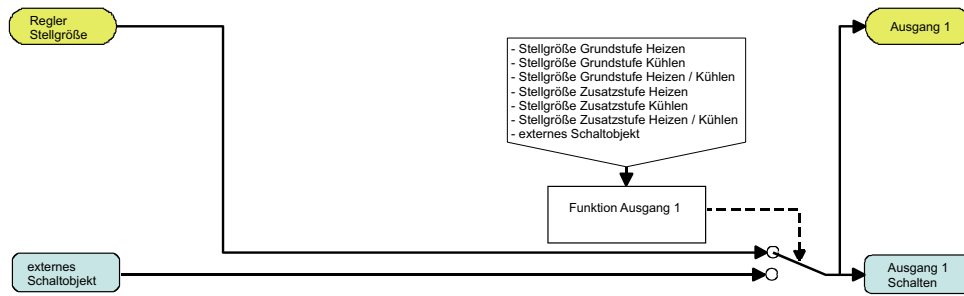 Regler
Stellgröße
Ausgang 1
- Stellgröße Grundstufe Heizen
- Stellgröße Grundstufe Kühlen
- Stellgröße Grundstufe Heizen / Kühlen
- Stellgröße Zusatzstufe Heizen
- Stellgröße Zusatzstufe Kühlen
- Stellgröße Zusatzstufe Heizen / Kühlen
- externes Schaltobjekt
Funktion Ausgang 1
externes
Schaltobjekt
Ausgang 1
Schalten